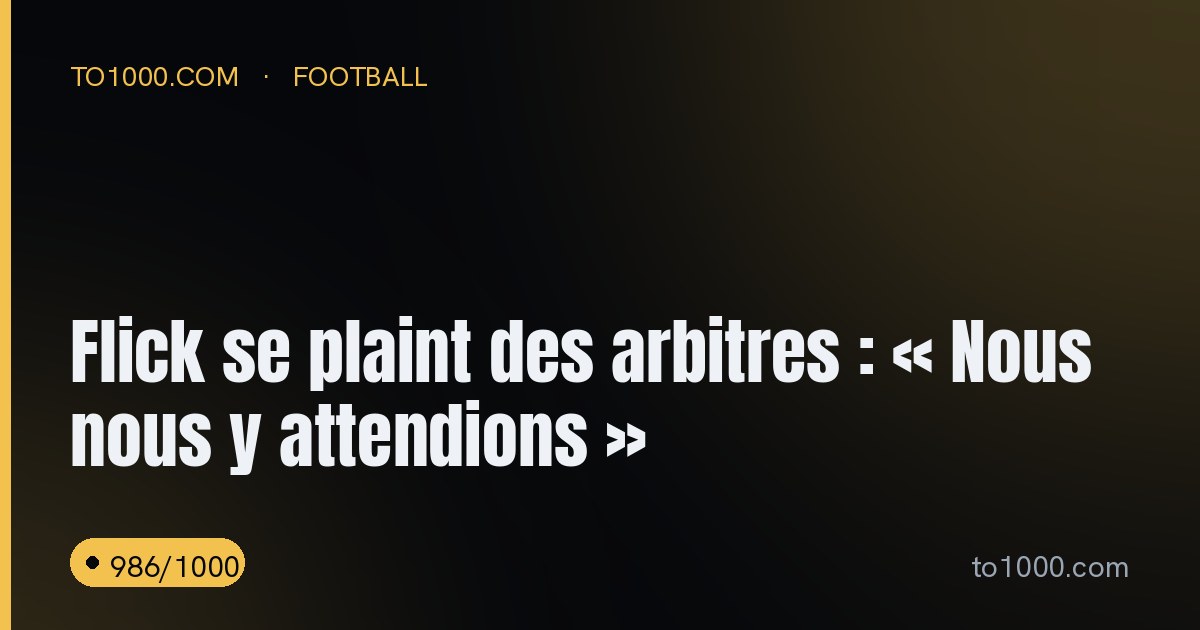 TO1000.COM · FOOTBALL
Flick se plaint des arbitres : « Nous
nous y attendions »
986/1000
to1000.com